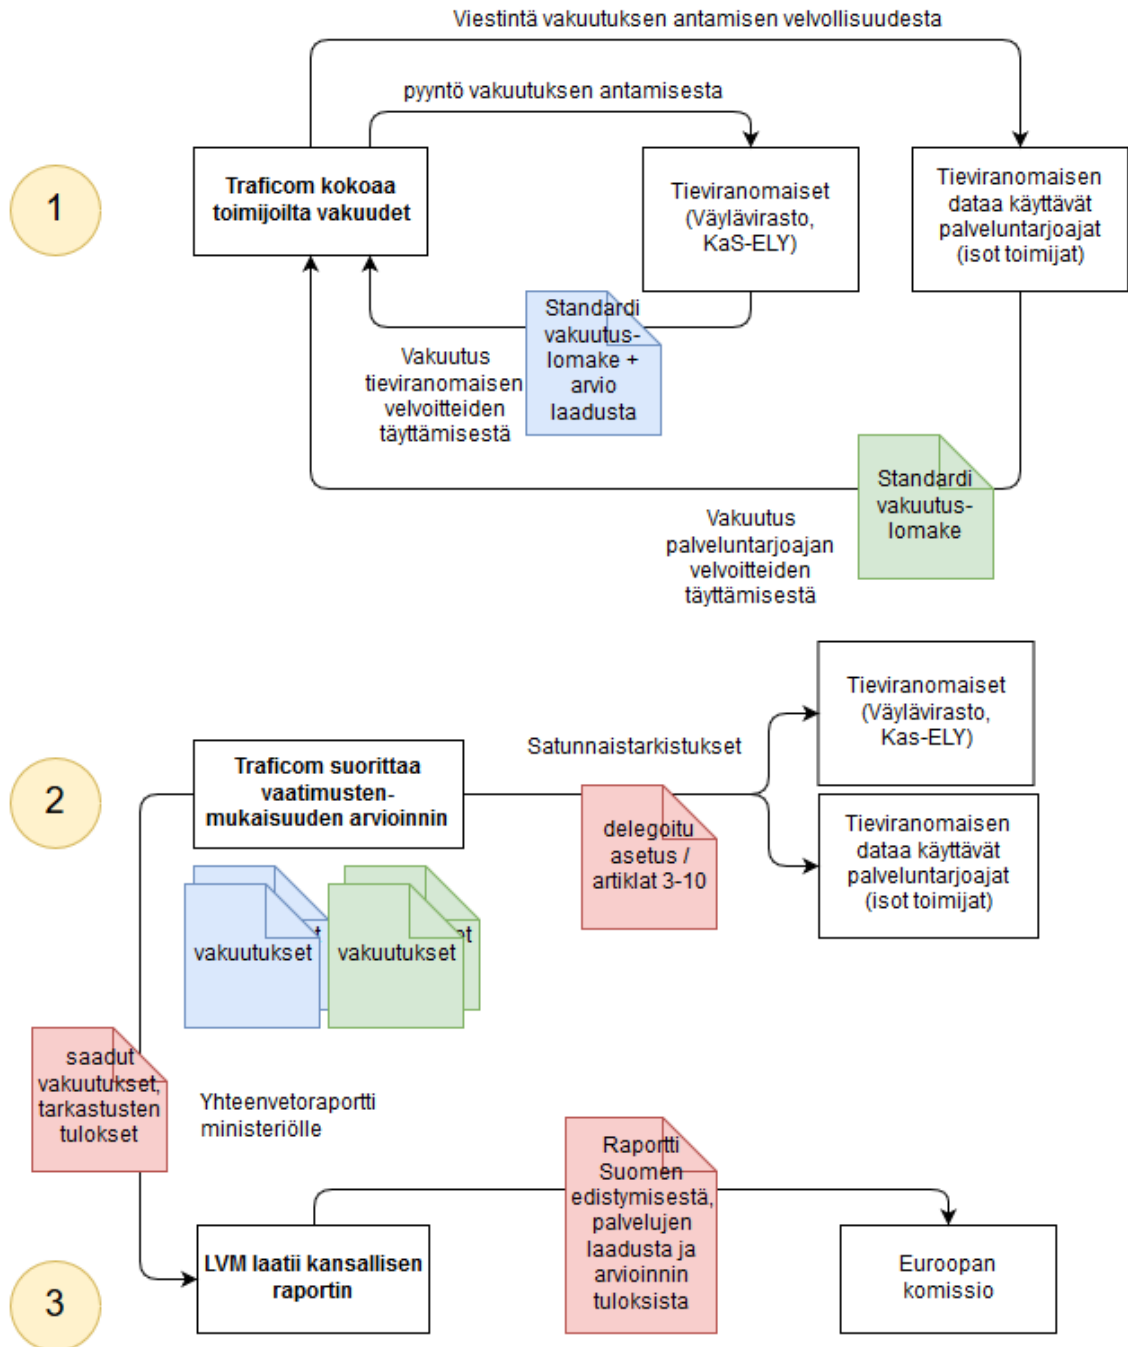 Viestintä vakuutuksen antamisen velvollisuudesta
pyyntö vakuutuksen antamisesta
1
Traficom kokoaa
toimijoilta vakuudet
Tieviranomaiset
(Väylävirasto,
KaS-ELY)
Tieviranomaisen
dataa käyttävät
palveluntarjoajat
(isot toimijat)
Standardi
vakuutus-
lomake +
arvio
laadusta
Vakuutus
tieviranomaisen
velvoitteiden
täyttämisestä
Standardi
vakuutus-
lomake
Vakuutus
palveluntarjoajan
velvoitteiden
täyttämisestä
2
Traficom suorittaa
vaatimusten-
mukaisuuden arvioinnin
Satunnaistarkistukset
delegoitu
asetus /
artiklat 3-10
Tieviranomaiset
(Väylävirasto,
Kas-ELY)
Tieviranomaisen
dataa käyttävät
palveluntarjoajat
(isot toimijat)
vakuutukset
vakuutukset
saadut
vakuutukset,
tarkastusten
tulokset
Yhteenvetoraportti
ministeriölle
3
LVM laatii kansallisen
raportin
Raportti
Suomen
edistymisestä,
palvelujen
laadusta ja
arvioinnin
tuloksista
Euroopan
komissio